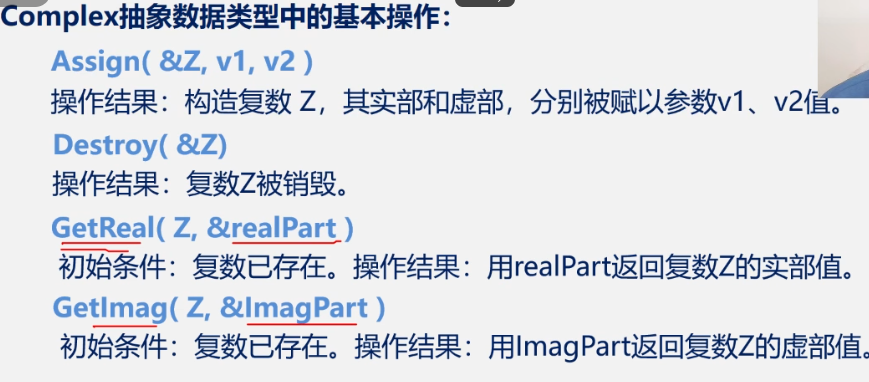 Complex抽象数据类型中的基本操作：
Assign( &Z, v1, v2 )
操作结果：构造复数 Z，其实部和虚部，分别被赋以参数v1、v2值。
Destroy( &Z)
操作结果：复数Z被销毁。
GetReal( Z, &realPart )
初始条件：复数已存在。操作结果：用realPart返回复数Z的实部值。
GetImag( Z, &ImagPart )
初始条件：复数已存在。操作结果：用ImagPart返回复数Z的虚部值。